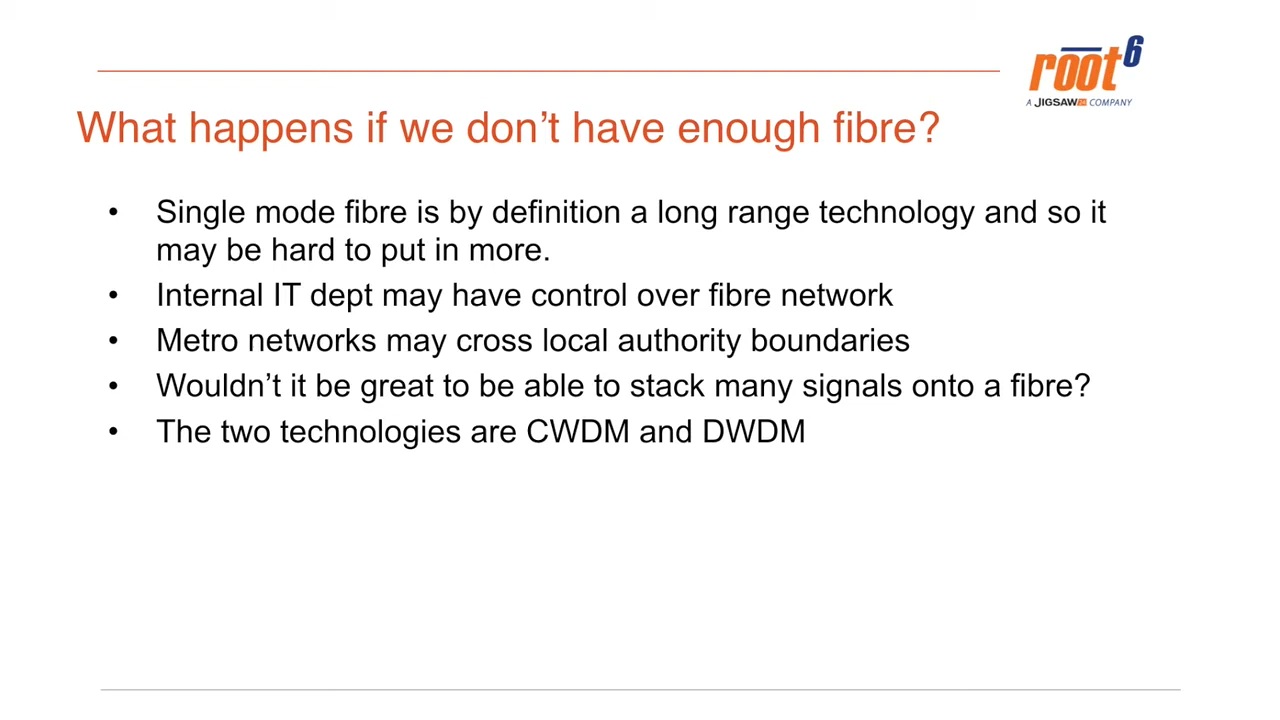 root6
A JIGSAW24 COMPANY
What happens if we don’t have enough fibre?
• Single mode fibre is by definition a long range technology and so it
may be hard to put in more.
• Internal IT dept may have control over fibre network
• Metro networks may cross local authority boundaries
• Wouldn’t it be great to be able to stack many signals onto a fibre?
• The two technologies are CWDM and DWDM